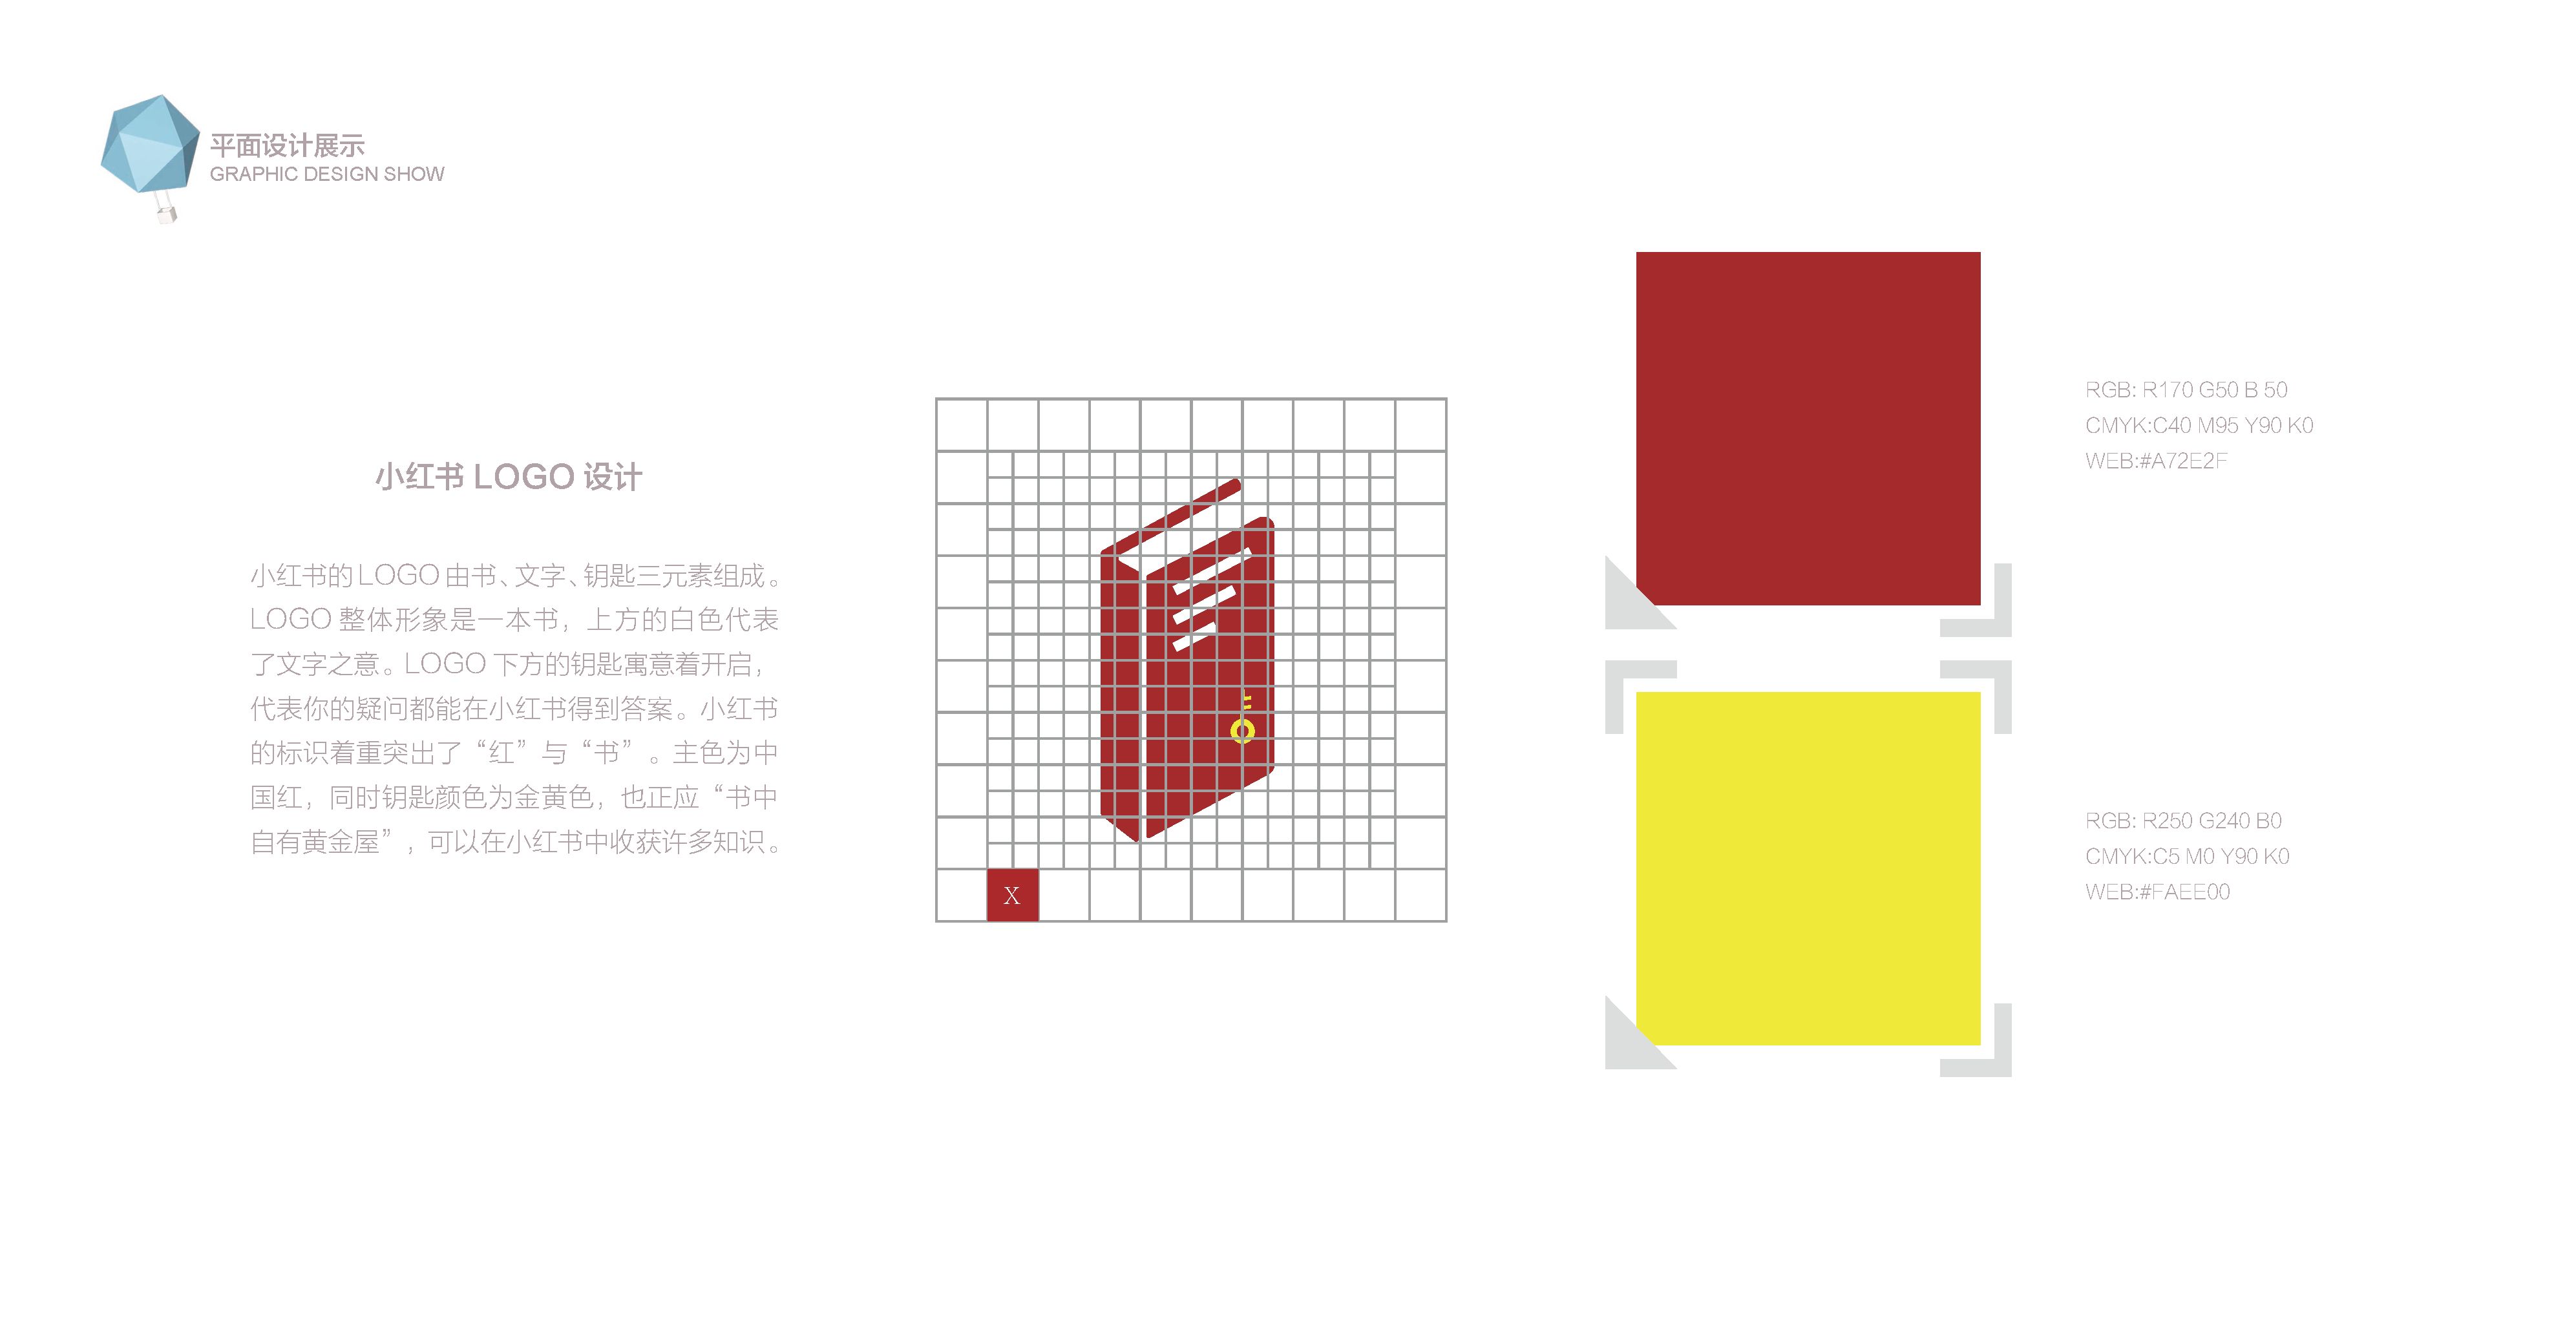 平面设计展示
GRAPHIC DESIGN SHOW
小红书 LOGO 设计
小红书的 LOGO 由书、文字、钥匙三元素组成。
LOGO 整体形象是一本书，上方的白色代表
了文字之意。LOGO 下方的钥匙寓意着开启，
代表你的疑问都能在小红书得到答案。小红书
的标识着重突出了“红”与“书”。主色为中
国红，同时钥匙颜色为金黄色，也正应“书中
自有黄金屋”，可以在小红书中收获许多知识。
X
RGB: R170 G50 B 50
CMYK:C40 M95 Y90 K0
WEB:#A72E2F
RGB: R250 G240 B0
CMYK:C5 M0 Y90 K0
WEB:#FAEE00